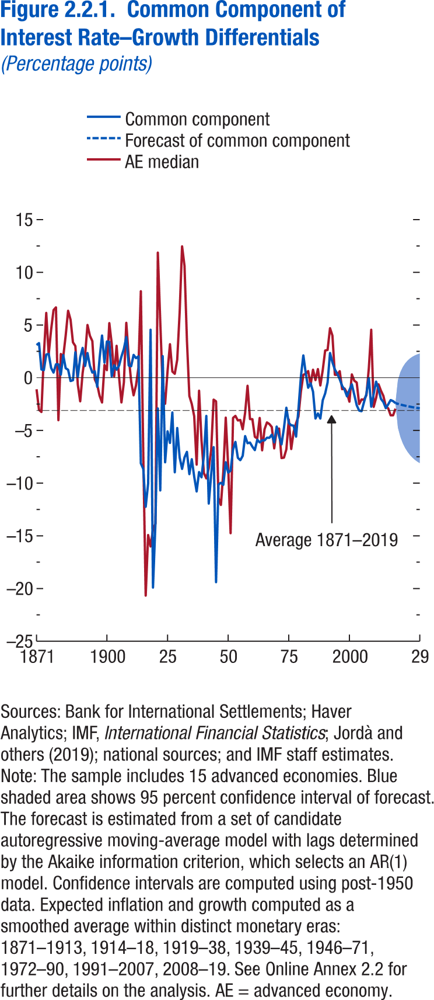 Figure 2.2.1. Common Component of
Interest Rate–Growth Differentials
(Percentage points)
Common component
Forecast of common component
AE median
15
10
5
0
–5
–10
–15
–20
–25
Average 1871–2019
1871 1900 25 50 75 2000 29
Sources: Bank for International Settlements; Haver
Analytics; IMF, International Financial Statistics; Jordà and
others (2019); national sources; and IMF staff estimates.
Note: The sample includes 15 advanced economies. Blue
shaded area shows 95 percent confidence interval of forecast.
The forecast is estimated from a set of candidate
autoregressive moving-average model with lags determined
by the Akaike information criterion, which selects an AR(1)
model. Confidence intervals are computed using post-1950
data. Expected inflation and growth computed as a
smoothed average within distinct monetary eras:
1871–1913, 1914–18, 1919–38, 1939–45, 1946–71,
1972–90, 1991–2007, 2008–19. See Online Annex 2.2 for
further details on the analysis. AE = advanced economy.